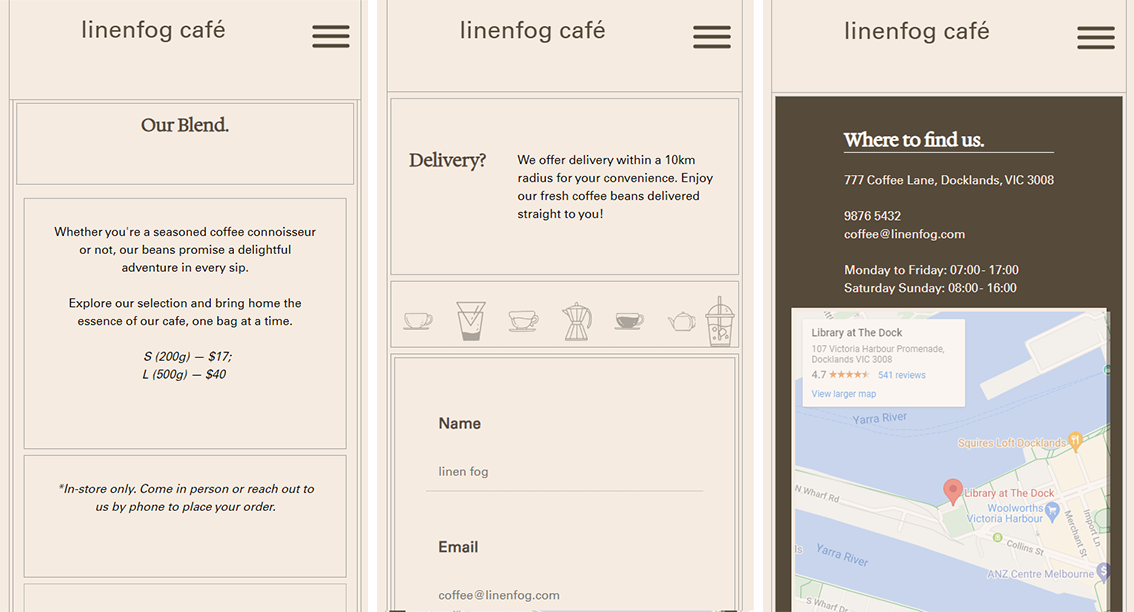 linenfog café
Our Blend.
Whether you're a seasoned coffee connoisseur
or not, our beans promise a delightful
adventure in every sip.
Explore our selection and bring home the
essence of our cafe, one bag at a time.
S (200g) — $17;
L (500g) — $40
*In-store only. Come in person or reach out to
us by phone to place your order.
linenfog café
Delivery?
We offer delivery within a 10km
radius for your convenience. Enjoy
our fresh coffee beans delivered
straight to you!
Name
linen fog
Email
coffee@linenfog.com
linenfog café
Where to find us.
777 Coffee Lane, Docklands, VIC 3008
9876 5432
coffee@linenfog.com
Monday to Friday: 07:00 - 17:00
Saturday Sunday: 08:00 - 16:00
Library at The Dock
107 Victoria Harbour Promenade,
Docklands VIC 3008
4.7 541 reviews
View larger map
Yarra River
Squires Loft Docklands
N Wharf Rd
Library at The Dock
Woolworths
Victoria Harbour
Merchant St
Import Ln
Collins St
Yarra River
ANZ Centre Melbourne
S Wharf Dr